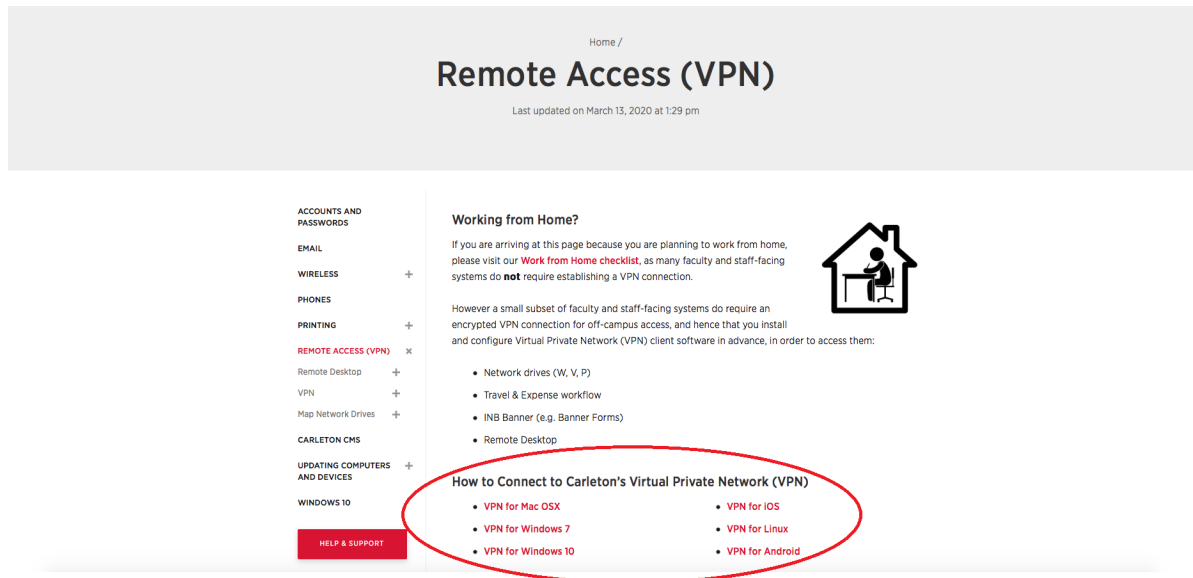 Home /
Remote Access (VPN)
Last updated on March 13, 2020 at 1:29 pm
ACCOUNTS AND
PASSWORDS
EMAIL
WIRELESS +
PHONES
PRINTING +
REMOTE ACCESS (VPN) ×
Remote Desktop +
VPN +
Map Network Drives +
CARLETON CMS
UPDATING COMPUTERS +
AND DEVICES
WINDOWS 10
HELP & SUPPORT
Working from Home?
If you are arriving at this page because you are planning to work from home,
please visit our Work from Home checklist, as many faculty and staff-facing
systems do not require establishing a VPN connection.
However a small subset of faculty and staff-facing systems do require an
encrypted VPN connection for off-campus access, and hence that you install
and configure Virtual Private Network (VPN) client software in advance, in order to access them:
• Network drives (W, V, P)
• Travel & Expense workflow
• INB Banner (e.g. Banner Forms)
• Remote Desktop
How to Connect to Carleton's Virtual Private Network (VPN)
• VPN for Mac OSX
• VPN for Windows 7
• VPN for Windows 10
• VPN for iOS
• VPN for Linux
• VPN for Android